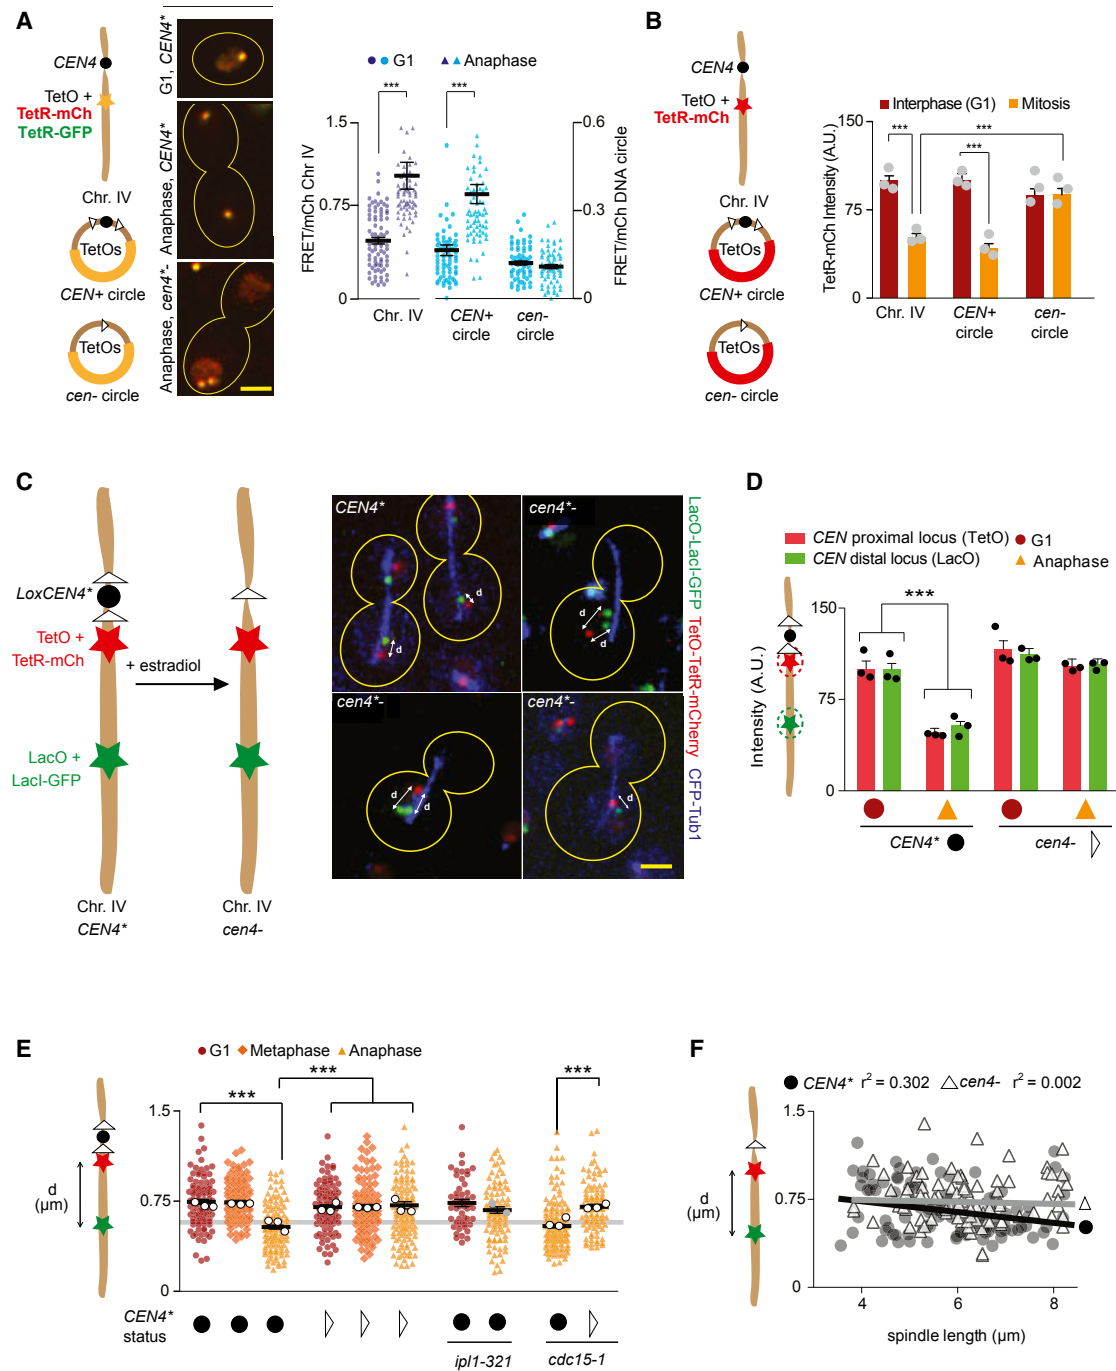 A
CEN4
TetO +
TetR-mCh
TetR-GFP
Chr. IV
TetOs
CEN+ circle
TetOs
cen- circle
G1, CEN4*
Anaphase, CEN4*
Anaphase, cen4*-
G1
Anaphase
***
***
FRET/mCh Chr IV
1.5
0.75
0
FRET/mCh DNA circle
0.6
0.3
0
Chr. IV
CEN+
circle
cen-
circle
B
CEN4
TetO +
TetR-mCh
Chr. IV
TetOs
CEN+ circle
TetOs
cen- circle
Interphase (G1)
Mitosis
TetR-mCh Intensity (A.U.)
150
75
0
***
***
***
Chr. IV
CEN+
circle
cen-
circle
C
LoxCEN4*
TetO +
TetR-mCh
+ estradiol
LacO +
LacI-GFP
Chr. IV
CEN4*
Chr. IV
cen4-
CEN4*
d
d
cen4*-
d
cen4*-
d
d
cen4*-
d
LacO-LacI-GFP TetO-TetR-mCherry CFP-Tub1
D
CEN proximal locus (TetO)
CEN distal locus (LacO)
G1
Anaphase
Intensity (A.U.)
150
75
0
***
CEN4*
cen4-
E
G1 Metaphase Anaphase
d
(µm)
1.5
0.75
0
***
***
***
CEN4*
status
ipl1-321
cdc15-1
F
CEN4* r² = 0.302
cen4- r² = 0.002
d
(µm)
1.5
0.75
0
4
6
8
spindle length (µm)